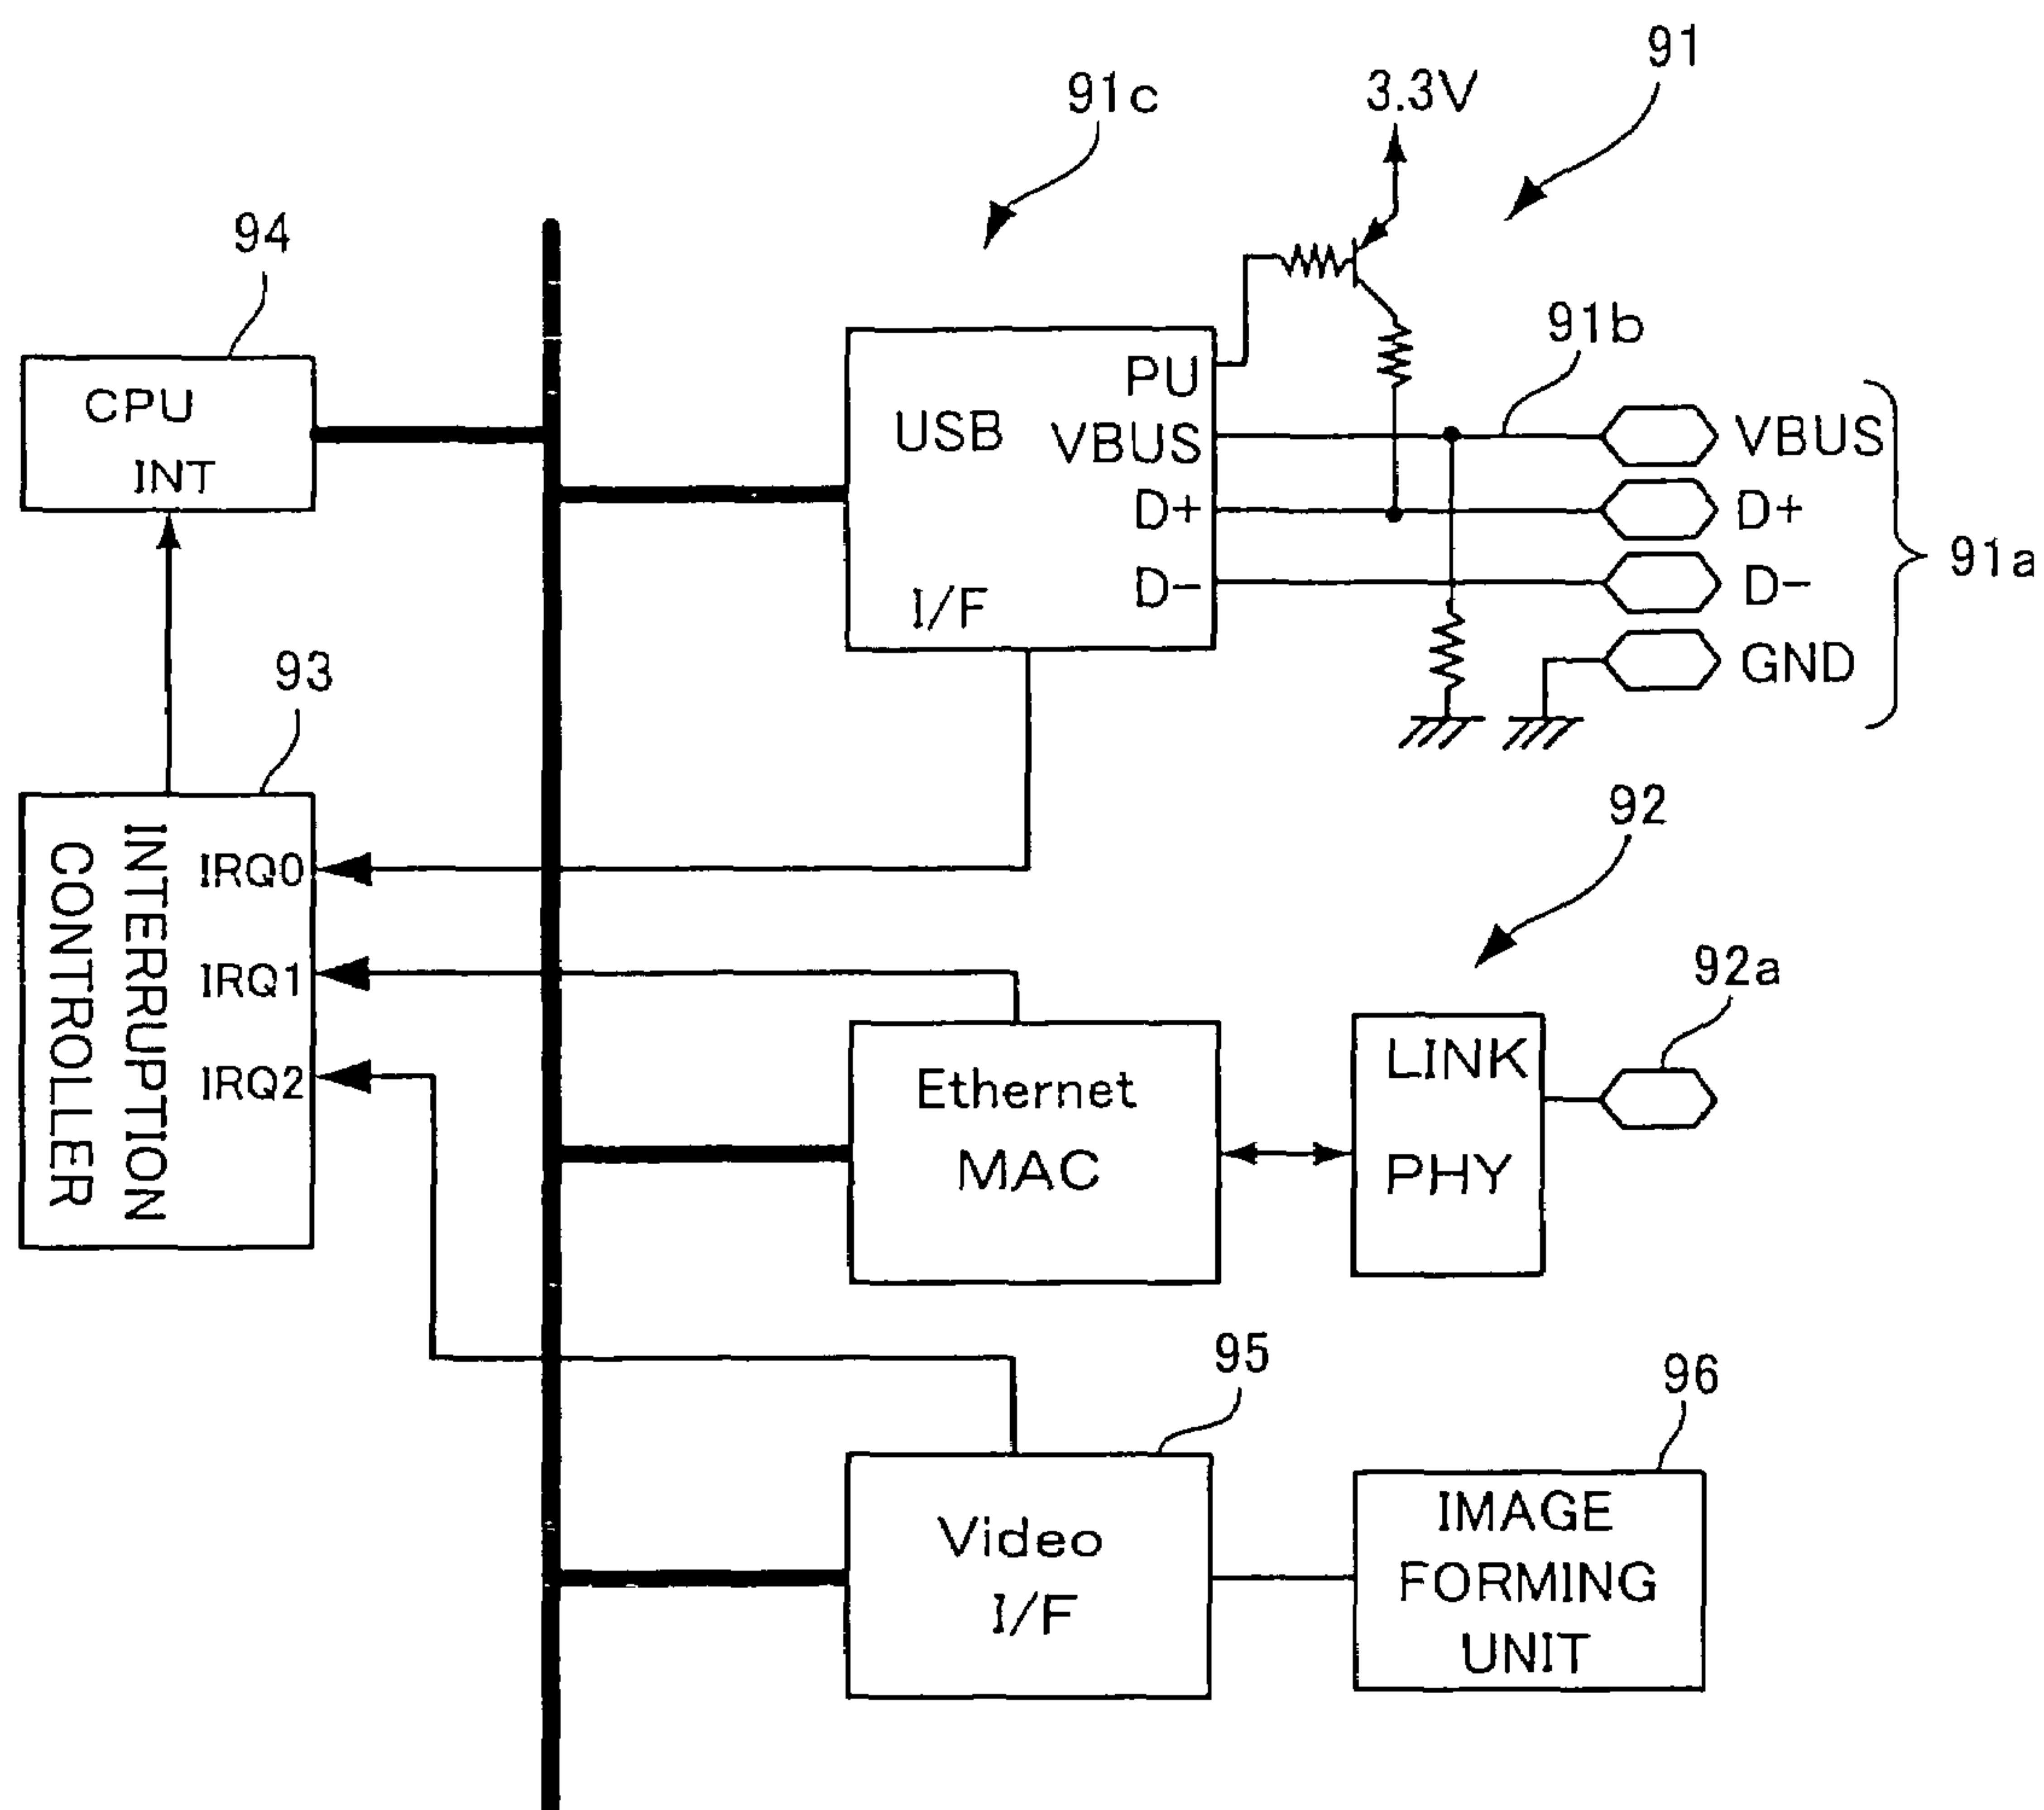 91
3.3V
91c
94
91b
CPU
INT
PU
USB
VBUS
D+
D-
I/F
VBUS
D+
D-
GND
91a
93
INTERRUPTION
CONTROLLER
IRQ0
IRQ1
IRQ2
92
92a
Ethernet
MAC
LINK
PHY
95
96
Video
I/F
IMAGE
FORMING
UNIT